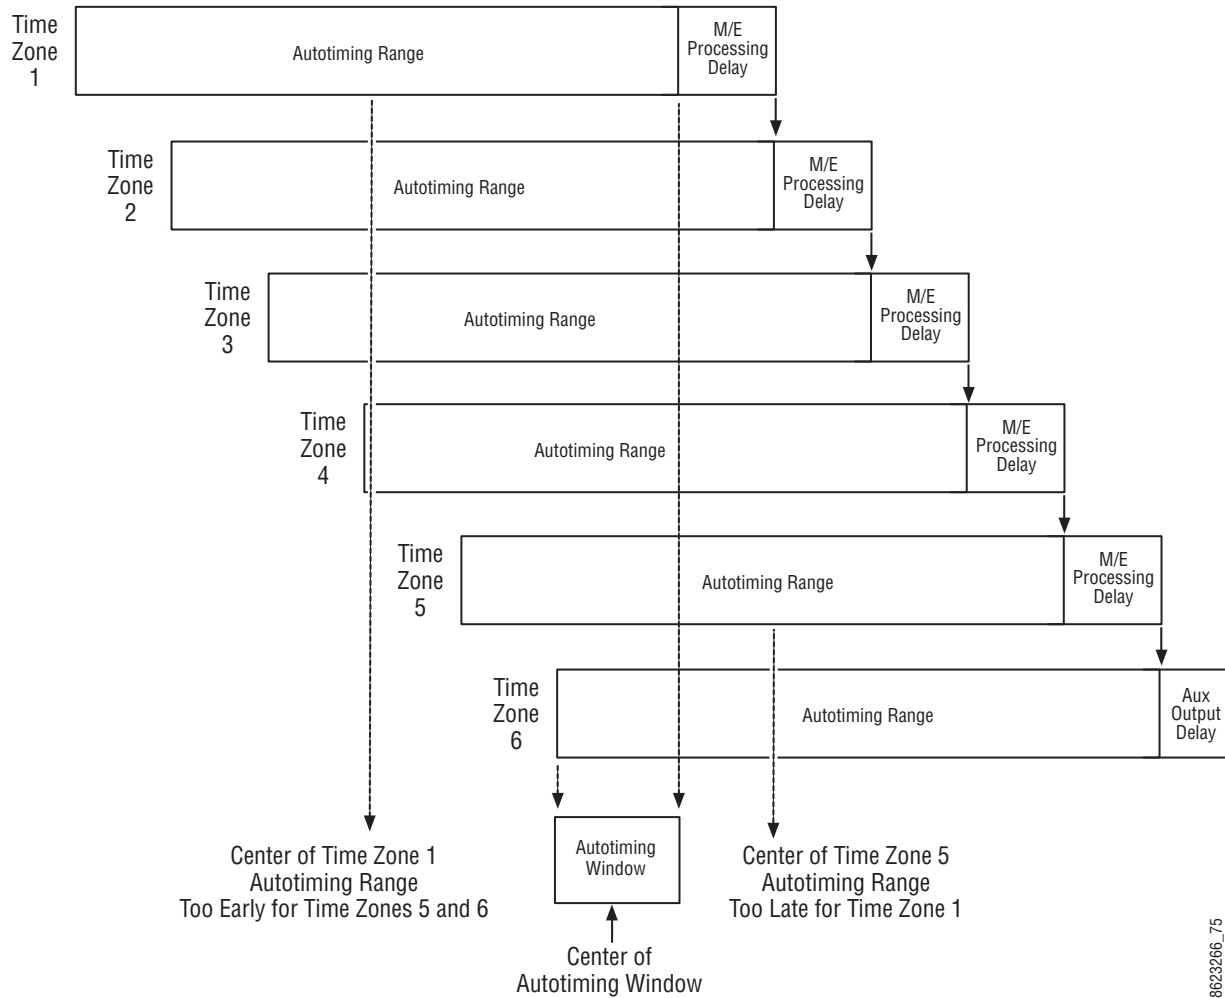 Time
Zone
1
Autotiming Range
M/E
Processing
Delay
Time
Zone
2
Autotiming Range
M/E
Processing
Delay
Time
Zone
3
Autotiming Range
M/E
Processing
Delay
Time
Zone
4
Autotiming Range
M/E
Processing
Delay
Time
Zone
5
Autotiming Range
M/E
Processing
Delay
Time
Zone
6
Autotiming Range
Aux
Output
Delay
Center of Time Zone 1
Autotiming Range
Too Early for Time Zones 5 and 6
Autotiming
Window
Center of Time Zone 5
Autotiming Range
Too Late for Time Zone 1
Center of
Autotiming Window
8623266_75